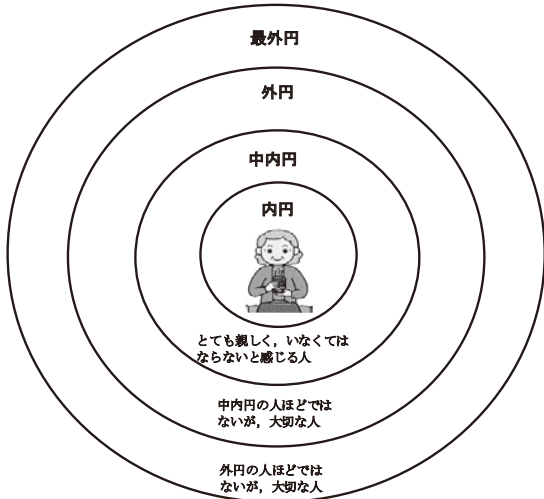 最外円
外円
中内円
内円
とても親しく，いなくては
ならないと感じる人
中内円の人ほどでは
ないが，大切な人
外円の人ほどでは
ないが，大切な人